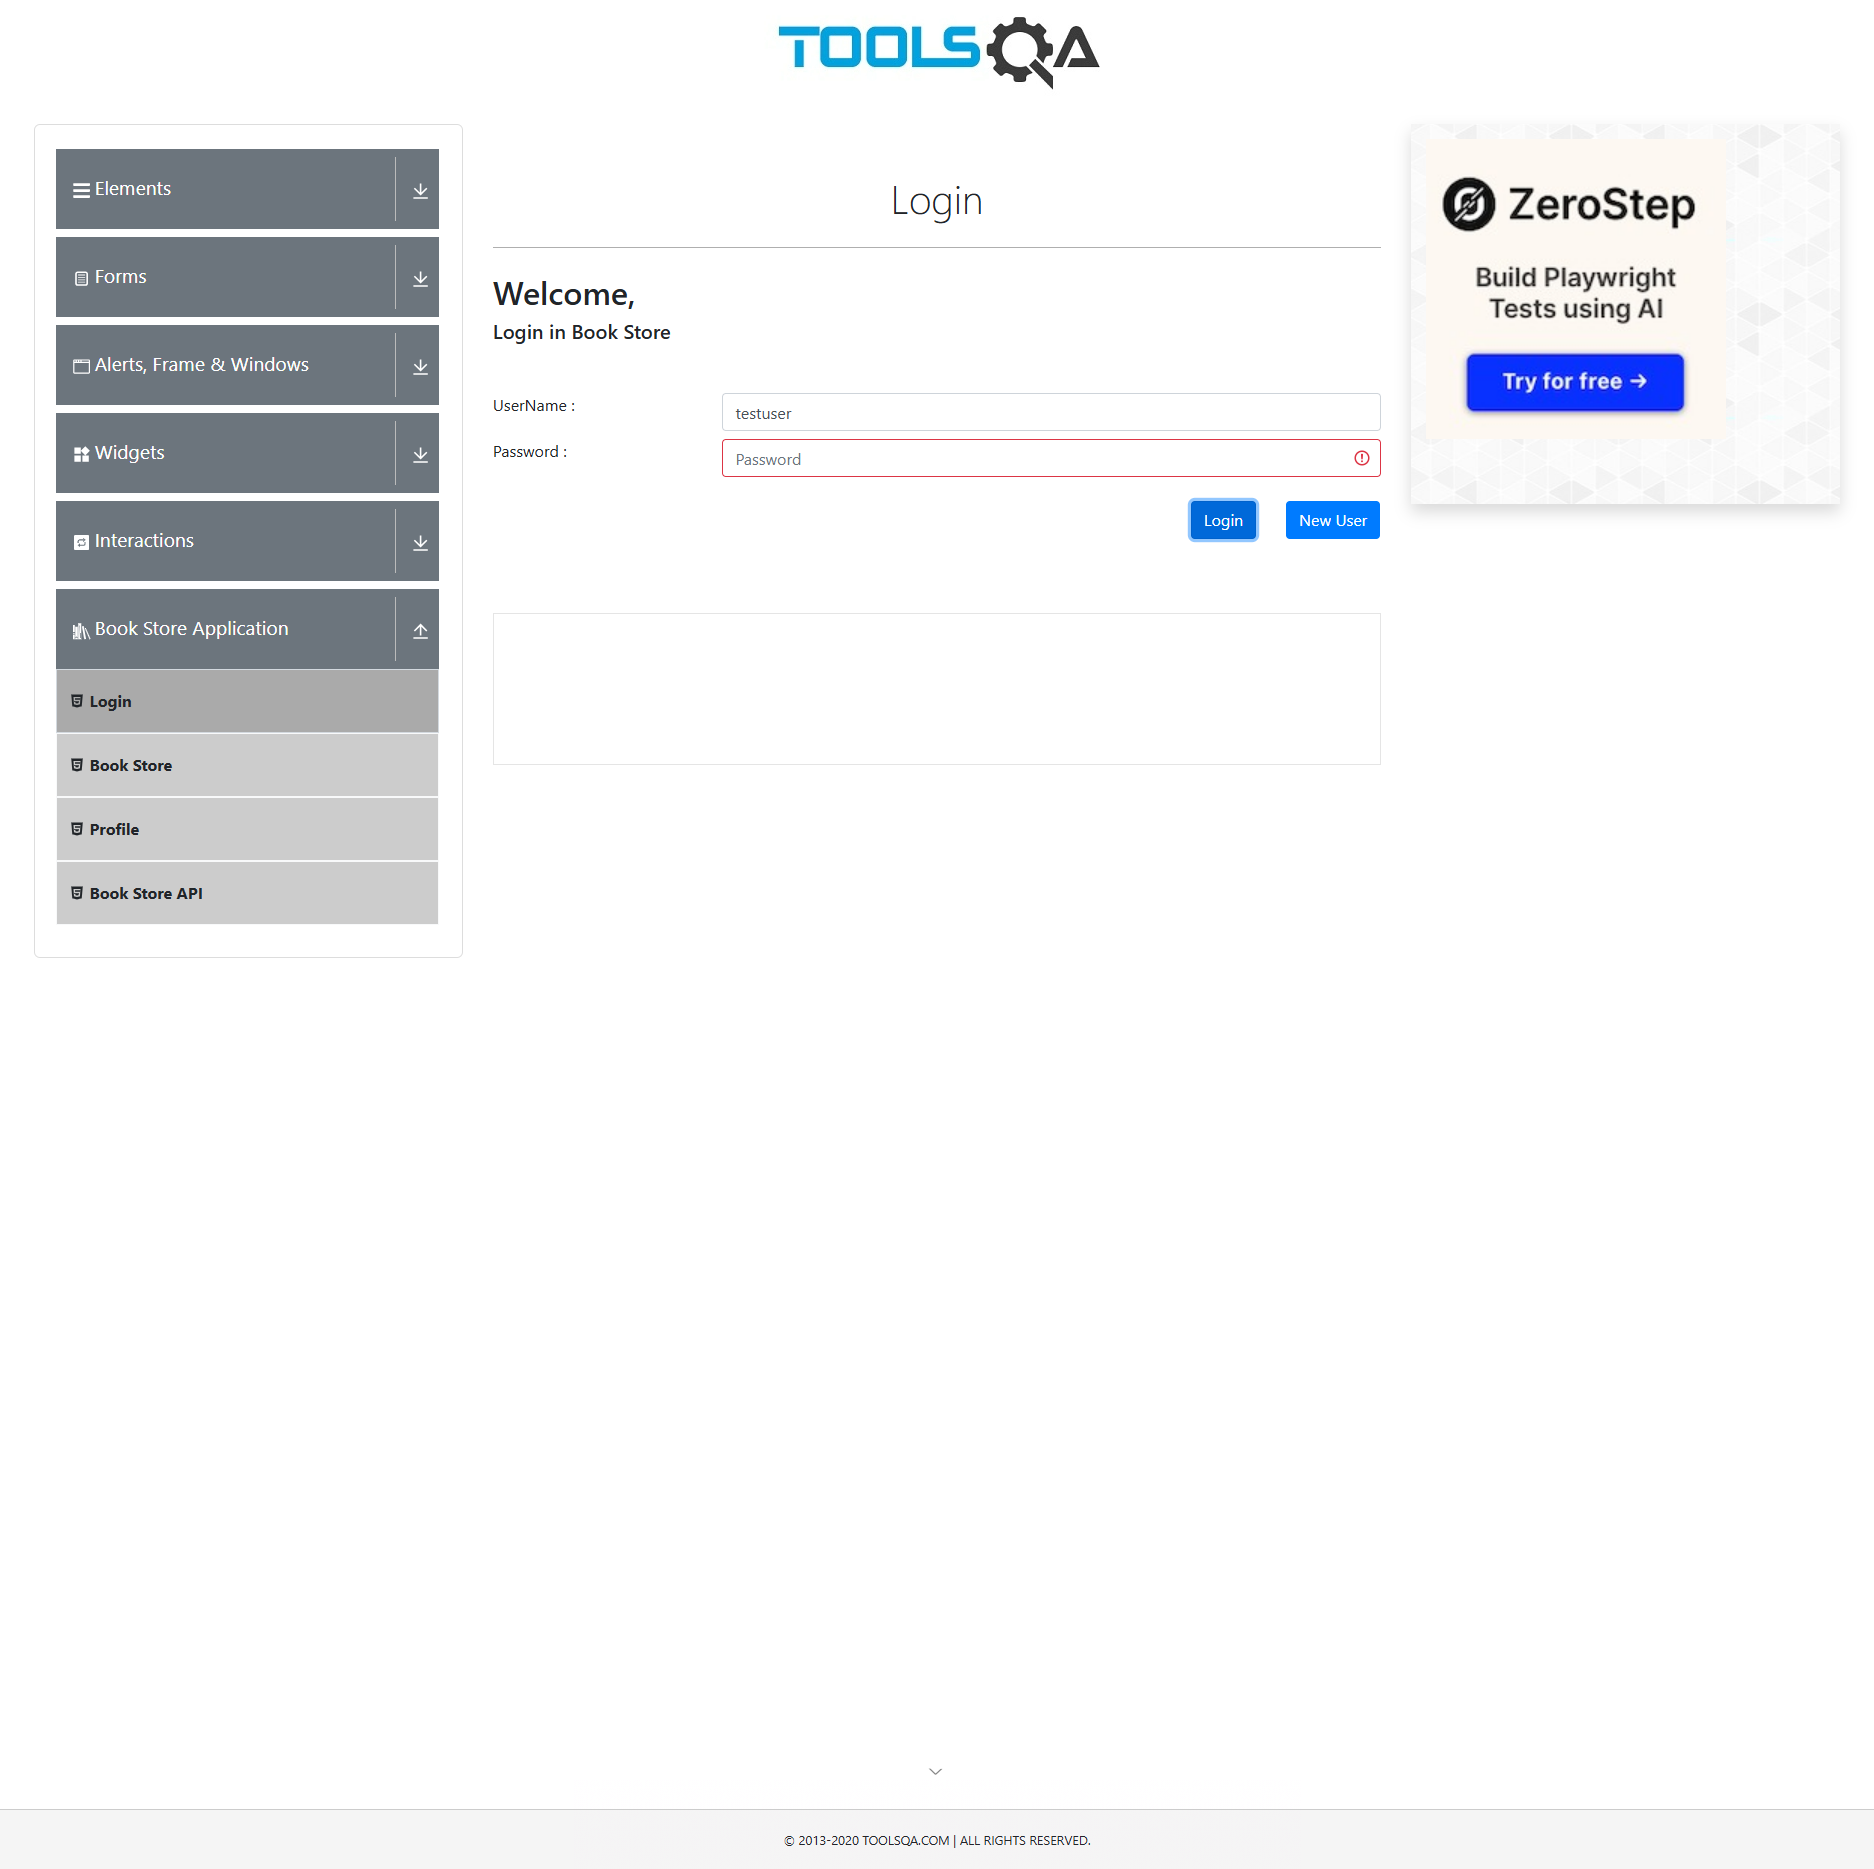 TOOLSQA
Elements
Forms
Alerts, Frame & Windows
Widgets
Interactions
Book Store Application
Login
Book Store
Profile
Book Store API
Login
Welcome,
Login in Book Store
UserName :
testuser
Password :
Password
Login
New User
ZeroStep
Build Playwright
Tests using AI
Try for free →
© 2013-2020 TOOLSQA.COM | ALL RIGHTS RESERVED.